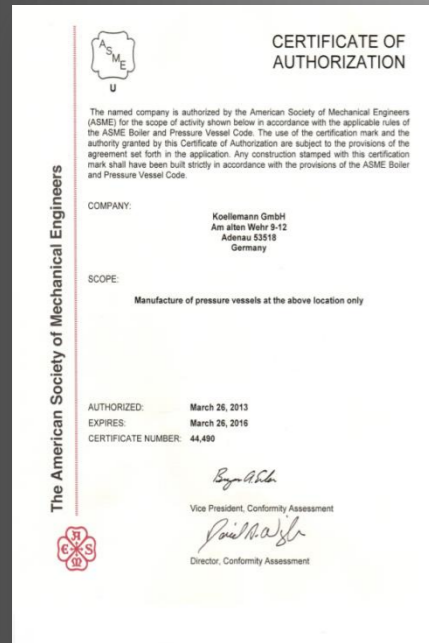 ASME
U
CERTIFICATE OF
AUTHORIZATION
The named company is authorized by the American Society of Mechanical Engineers
(ASME) for the scope of activity shown below in accordance with the applicable rules of
the ASME Boiler and Pressure Vessel Code. The use of the certification mark and the
authority granted by this Certificate of Authorization are subject to the provisions of the
agreement set forth in the application. Any construction stamped with this certification
mark shall have been built strictly in accordance with the provisions of the ASME Boiler
and Pressure Vessel Code.
COMPANY:
Koellemann GmbH
Am alten Wehr 9-12
Adenau 53518
Germany
SCOPE:
Manufacture of pressure vessels at the above location only
AUTHORIZED: March 26, 2013
EXPIRES: March 26, 2016
CERTIFICATE NUMBER: 44,490
Vice President, Conformity Assessment
Director, Conformity Assessment
The American Society of Mechanical Engineers
ASME